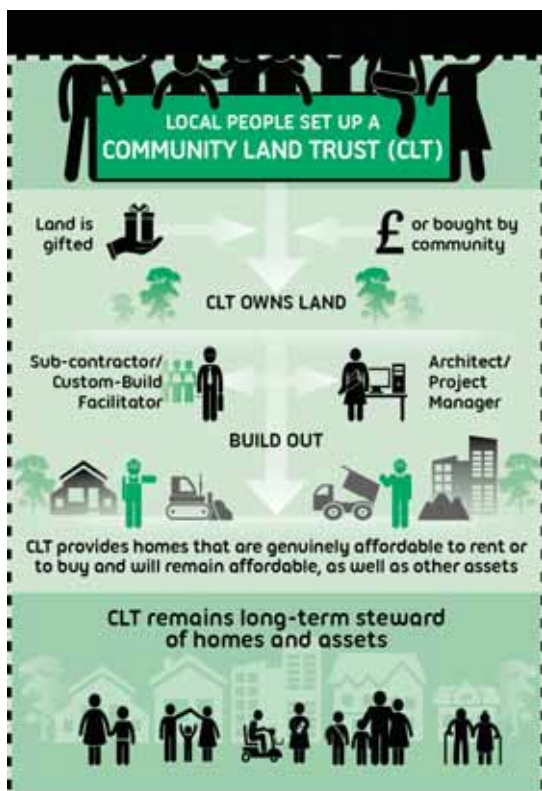 LOCAL PEOPLE SET UP A
COMMUNITY LAND TRUST (CLT)
Land is
gifted
£
or bought by
community
CLT OWNS LAND
Sub-contractor/
Custom-Build
Facilitator
Architect/
Project
Manager
BUILD OUT
CLT provides homes that are genuinely affordable to rent or
to buy and will remain affordable, as well as other assets
CLT remains long-term steward
of homes and assets